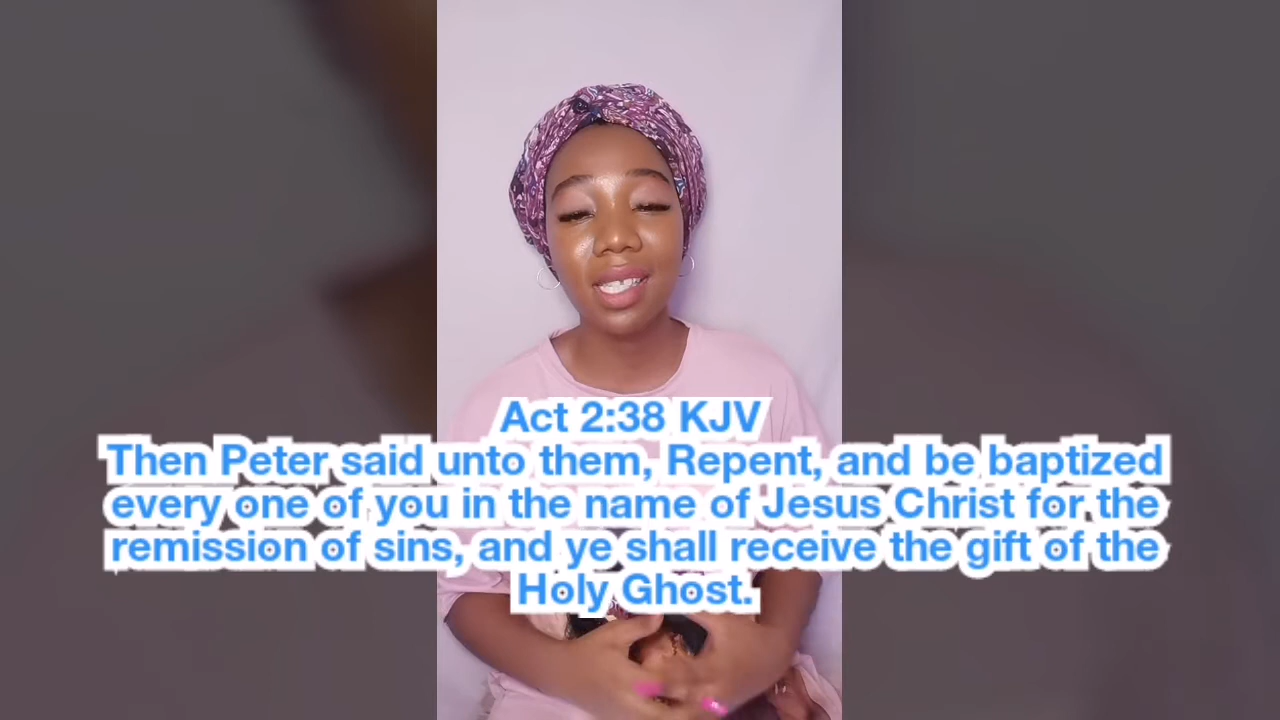 Act 2:38 KJV
Then Peter said unto them, Repent, and be baptized
every one of you in the name of Jesus Christ for the
remission of sins, and ye shall receive the gift of the
Holy Ghost.